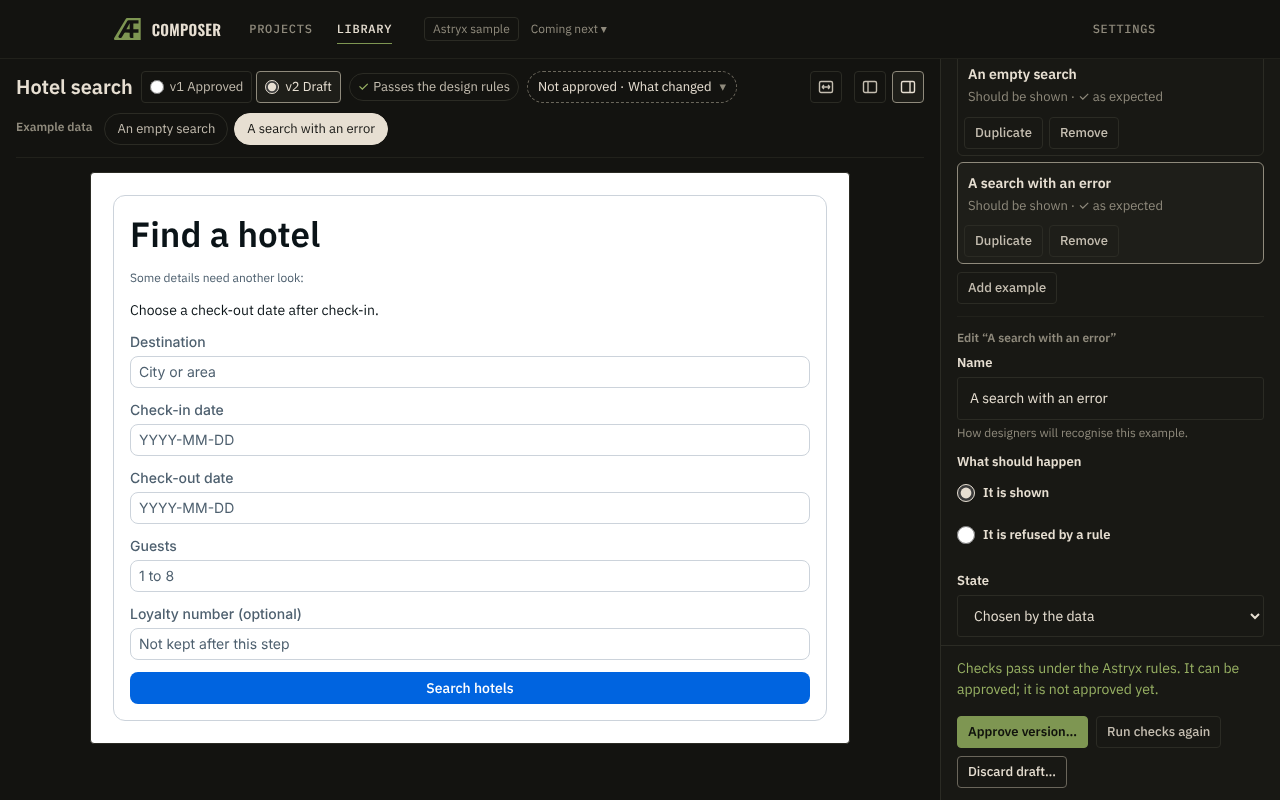 COMPOSER
PROJECTS
LIBRARY
Astryx sample
Coming next ▾
SETTINGS
Hotel search
v1 Approved
v2 Draft
✓ Passes the design rules
Not approved · What changed ▾
Example data
An empty search
A search with an error
Find a hotel
Some details need another look:
Choose a check-out date after check-in.
Destination
City or area
Check-in date
YYYY-MM-DD
Check-out date
YYYY-MM-DD
Guests
1 to 8
Loyalty number (optional)
Not kept after this step
Search hotels
An empty search
Should be shown · ✓ as expected
Duplicate
Remove
A search with an error
Should be shown · ✓ as expected
Duplicate
Remove
Add example
Edit “A search with an error”
Name
A search with an error
How designers will recognise this example.
What should happen
It is shown
It is refused by a rule
State
Chosen by the data
Checks pass under the Astryx rules. It can be
approved; it is not approved yet.
Approve version...
Run checks again
Discard draft...